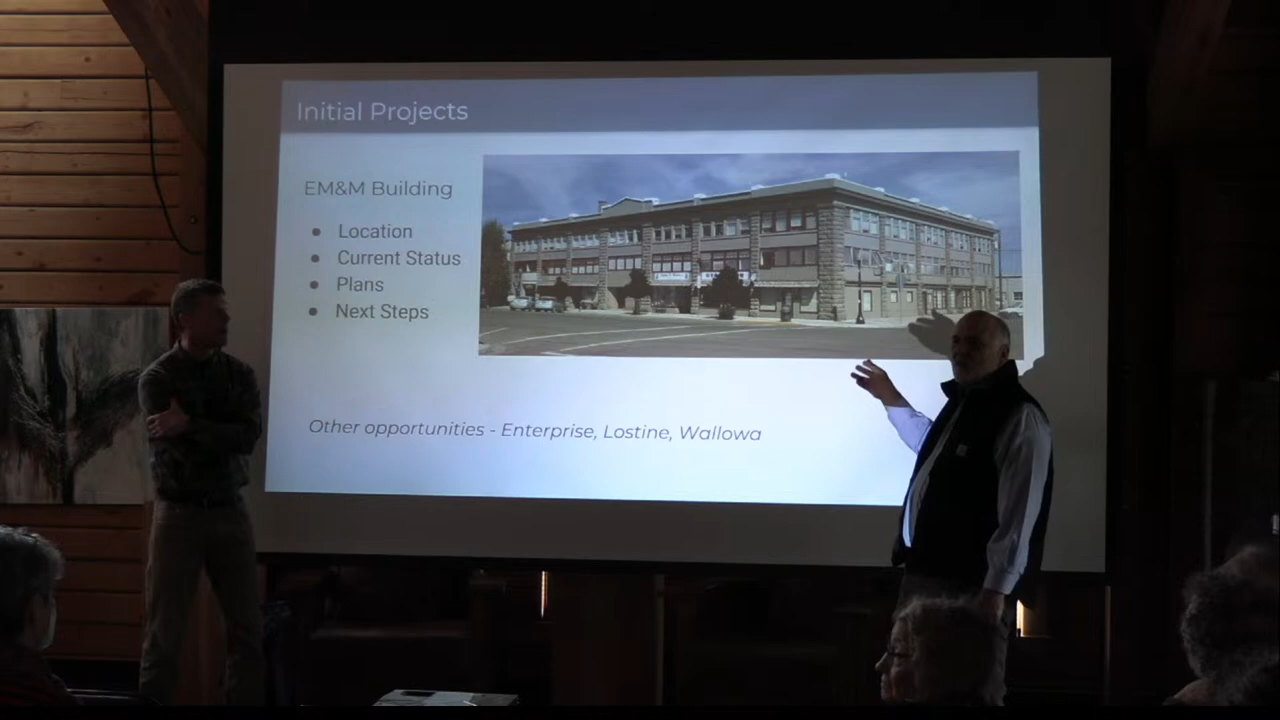 Initial Projects
EM&M Building
Location
Current Status
Plans
Next Steps
Other opportunities - Enterprise, Lostine, Wallowa